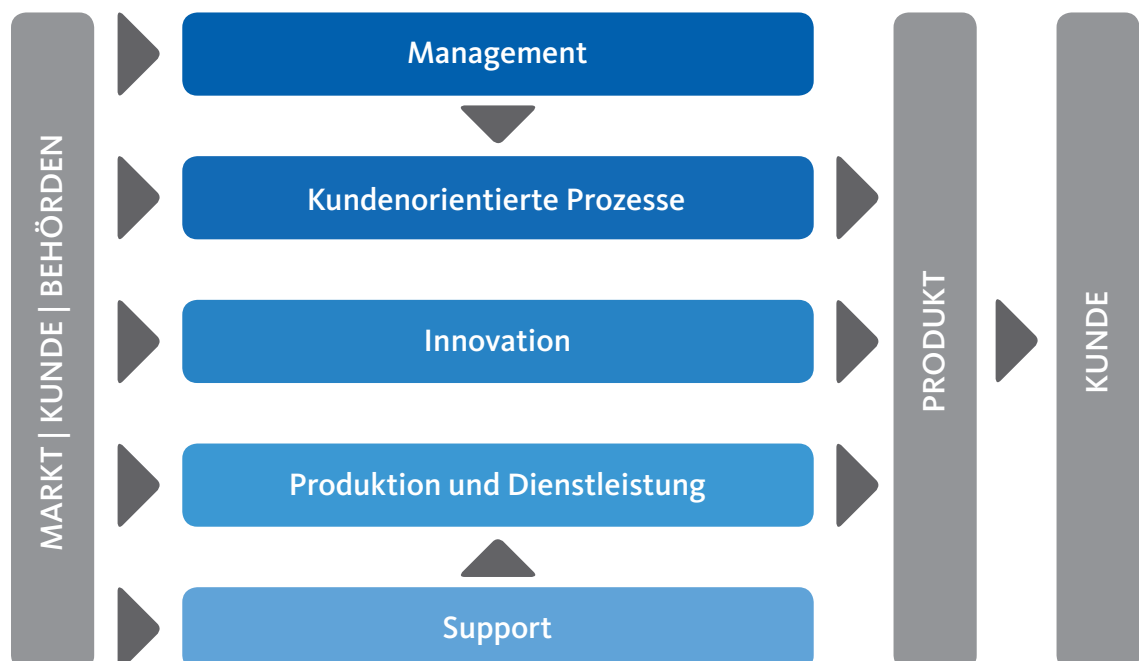 MARKT | KUNDE | BEHÖRDEN
Management
Kundenorientierte Prozesse
Innovation
Produktion und Dienstleistung
Support
PRODUKT
KUNDE